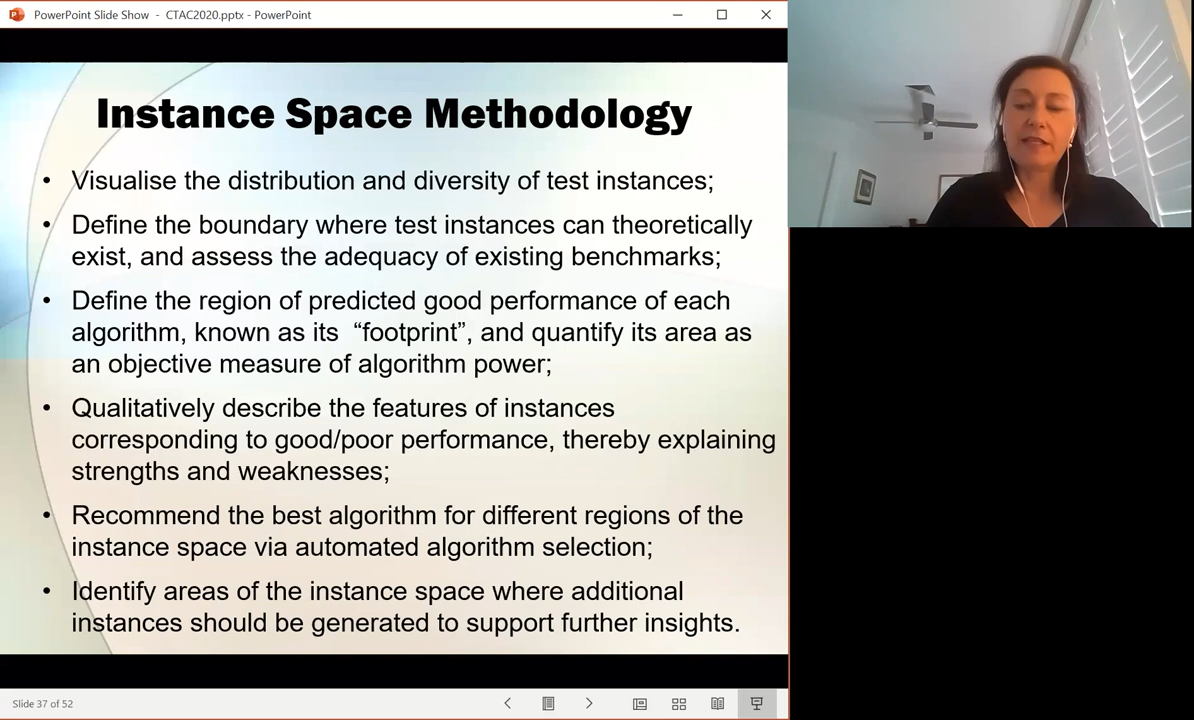 PowerPoint Slide Show - CTAC2020.pptx - PowerPoint
Instance Space Methodology
• Visualise the distribution and diversity of test instances;
• Define the boundary where test instances can theoretically
exist, and assess the adequacy of existing benchmarks;
• Define the region of predicted good performance of each
algorithm, known as its “footprint”, and quantify its area as
an objective measure of algorithm power;
• Qualitatively describe the features of instances
corresponding to good/poor performance, thereby explaining
strengths and weaknesses;
• Recommend the best algorithm for different regions of the
instance space via automated algorithm selection;
• Identify areas of the instance space where additional
instances should be generated to support further insights.
Slide 37 of 52